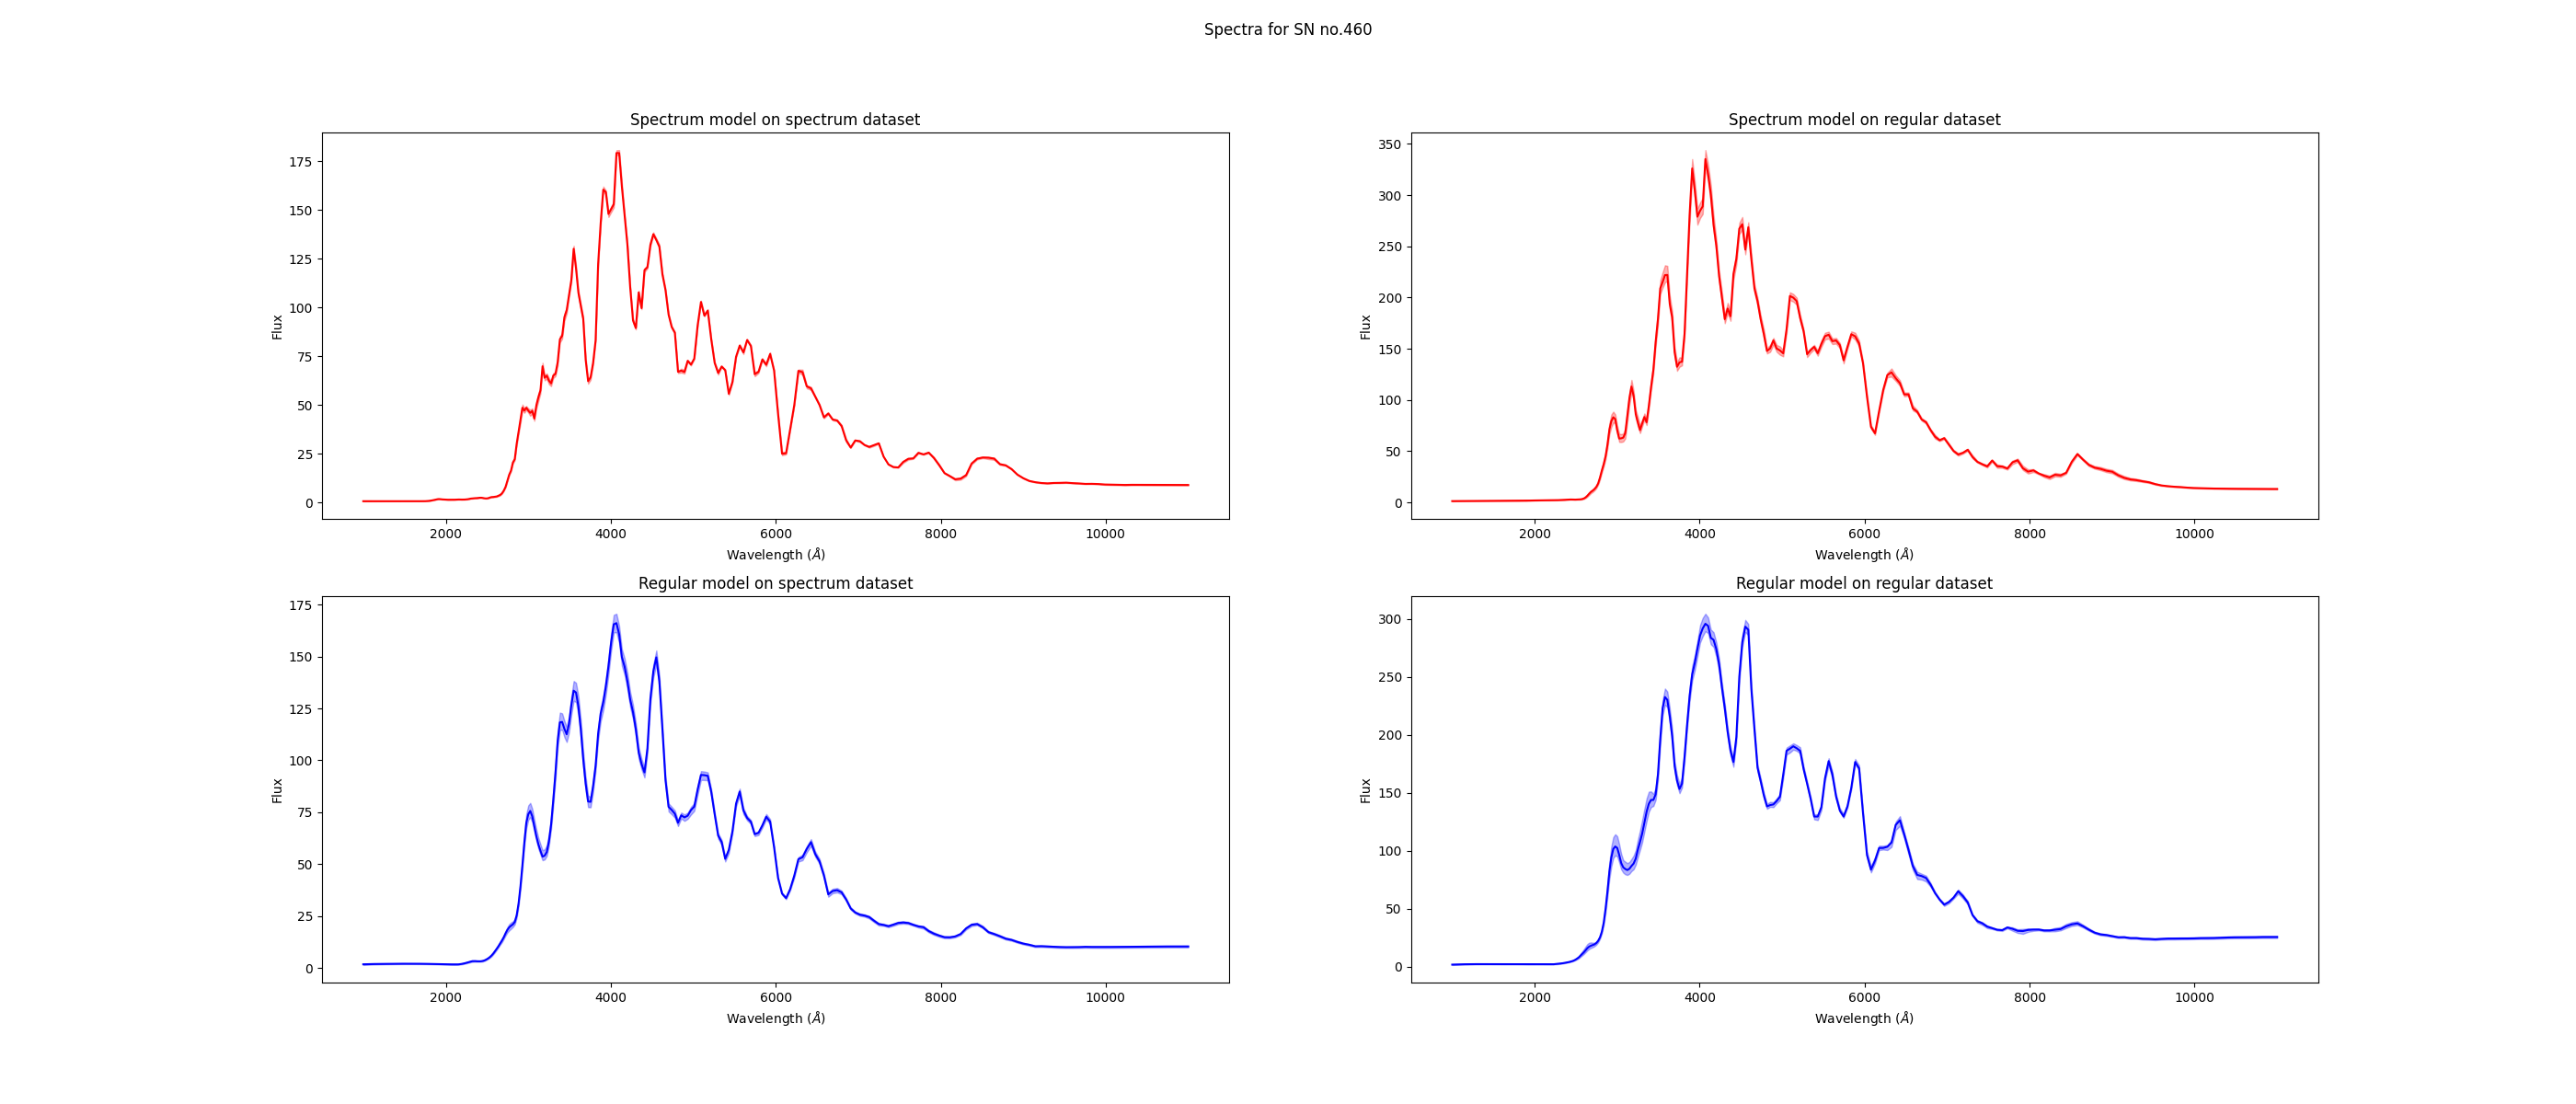 Spectra for SN no.460
Spectrum model on spectrum dataset
175
150
125
100
75
50
25
0
Flux
2000 4000 6000 8000 10000
Wavelength (Å)
Spectrum model on regular dataset
350
300
250
200
150
100
50
0
Flux
2000 4000 6000 8000 10000
Wavelength (Å)
Regular model on spectrum dataset
175
150
125
100
75
50
25
0
Flux
2000 4000 6000 8000 10000
Wavelength (Å)
Regular model on regular dataset
300
250
200
150
100
50
0
Flux
2000 4000 6000 8000 10000
Wavelength (Å)